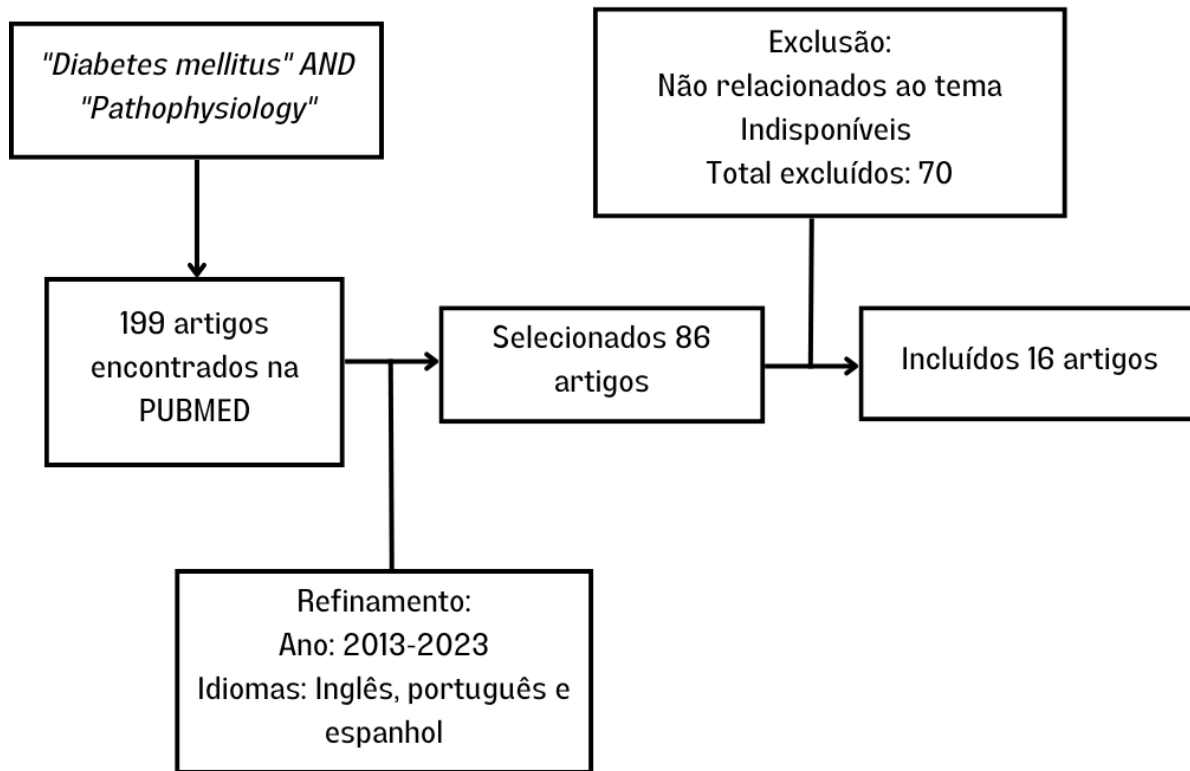 "Diabetes mellitus" AND
"Pathophysiology"
Exclusão:
Não relacionados ao tema
Indisponíveis
Total excluídos: 70
199 artigos
encontrados na
PUBMED
Selecionados 86
artigos
Incluídos 16 artigos
Refinamento:
Ano: 2013-2023
Idiomas: Inglês, português e
espanhol